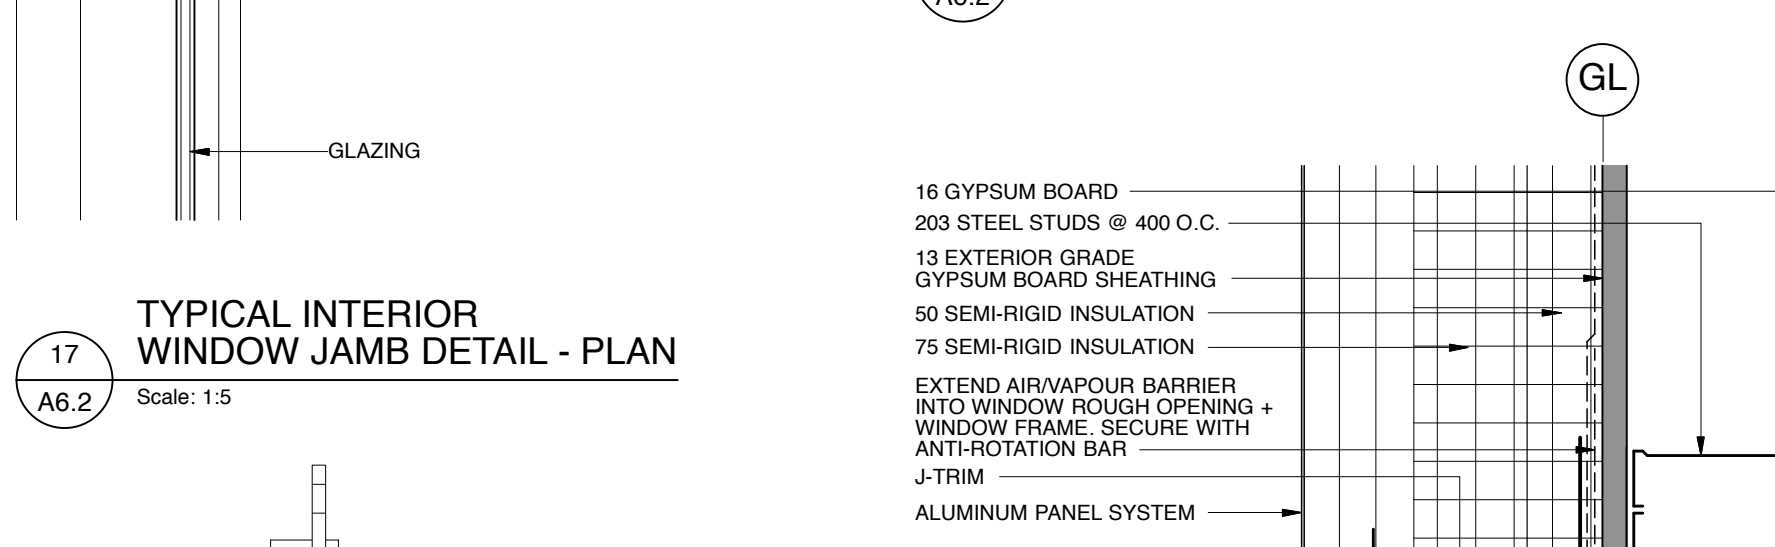 A6.2
GL
GLAZING
16 GYPSUM BOARD
203 STEEL STUDS @ 400 O.C.
13 EXTERIOR GRADE
GYPSUM BOARD SHEATHING
50 SEMI-RIGID INSULATION
75 SEMI-RIGID INSULATION
EXTEND AIR/VAPOUR BARRIER
INTO WINDOW ROUGH OPENING +
WINDOW FRAME. SECURE WITH
ANTI-ROTATION BAR
J-TRIM
ALUMINUM PANEL SYSTEM
TYPICAL INTERIOR
WINDOW JAMB DETAIL - PLAN
17
A6.2
Scale: 1:5